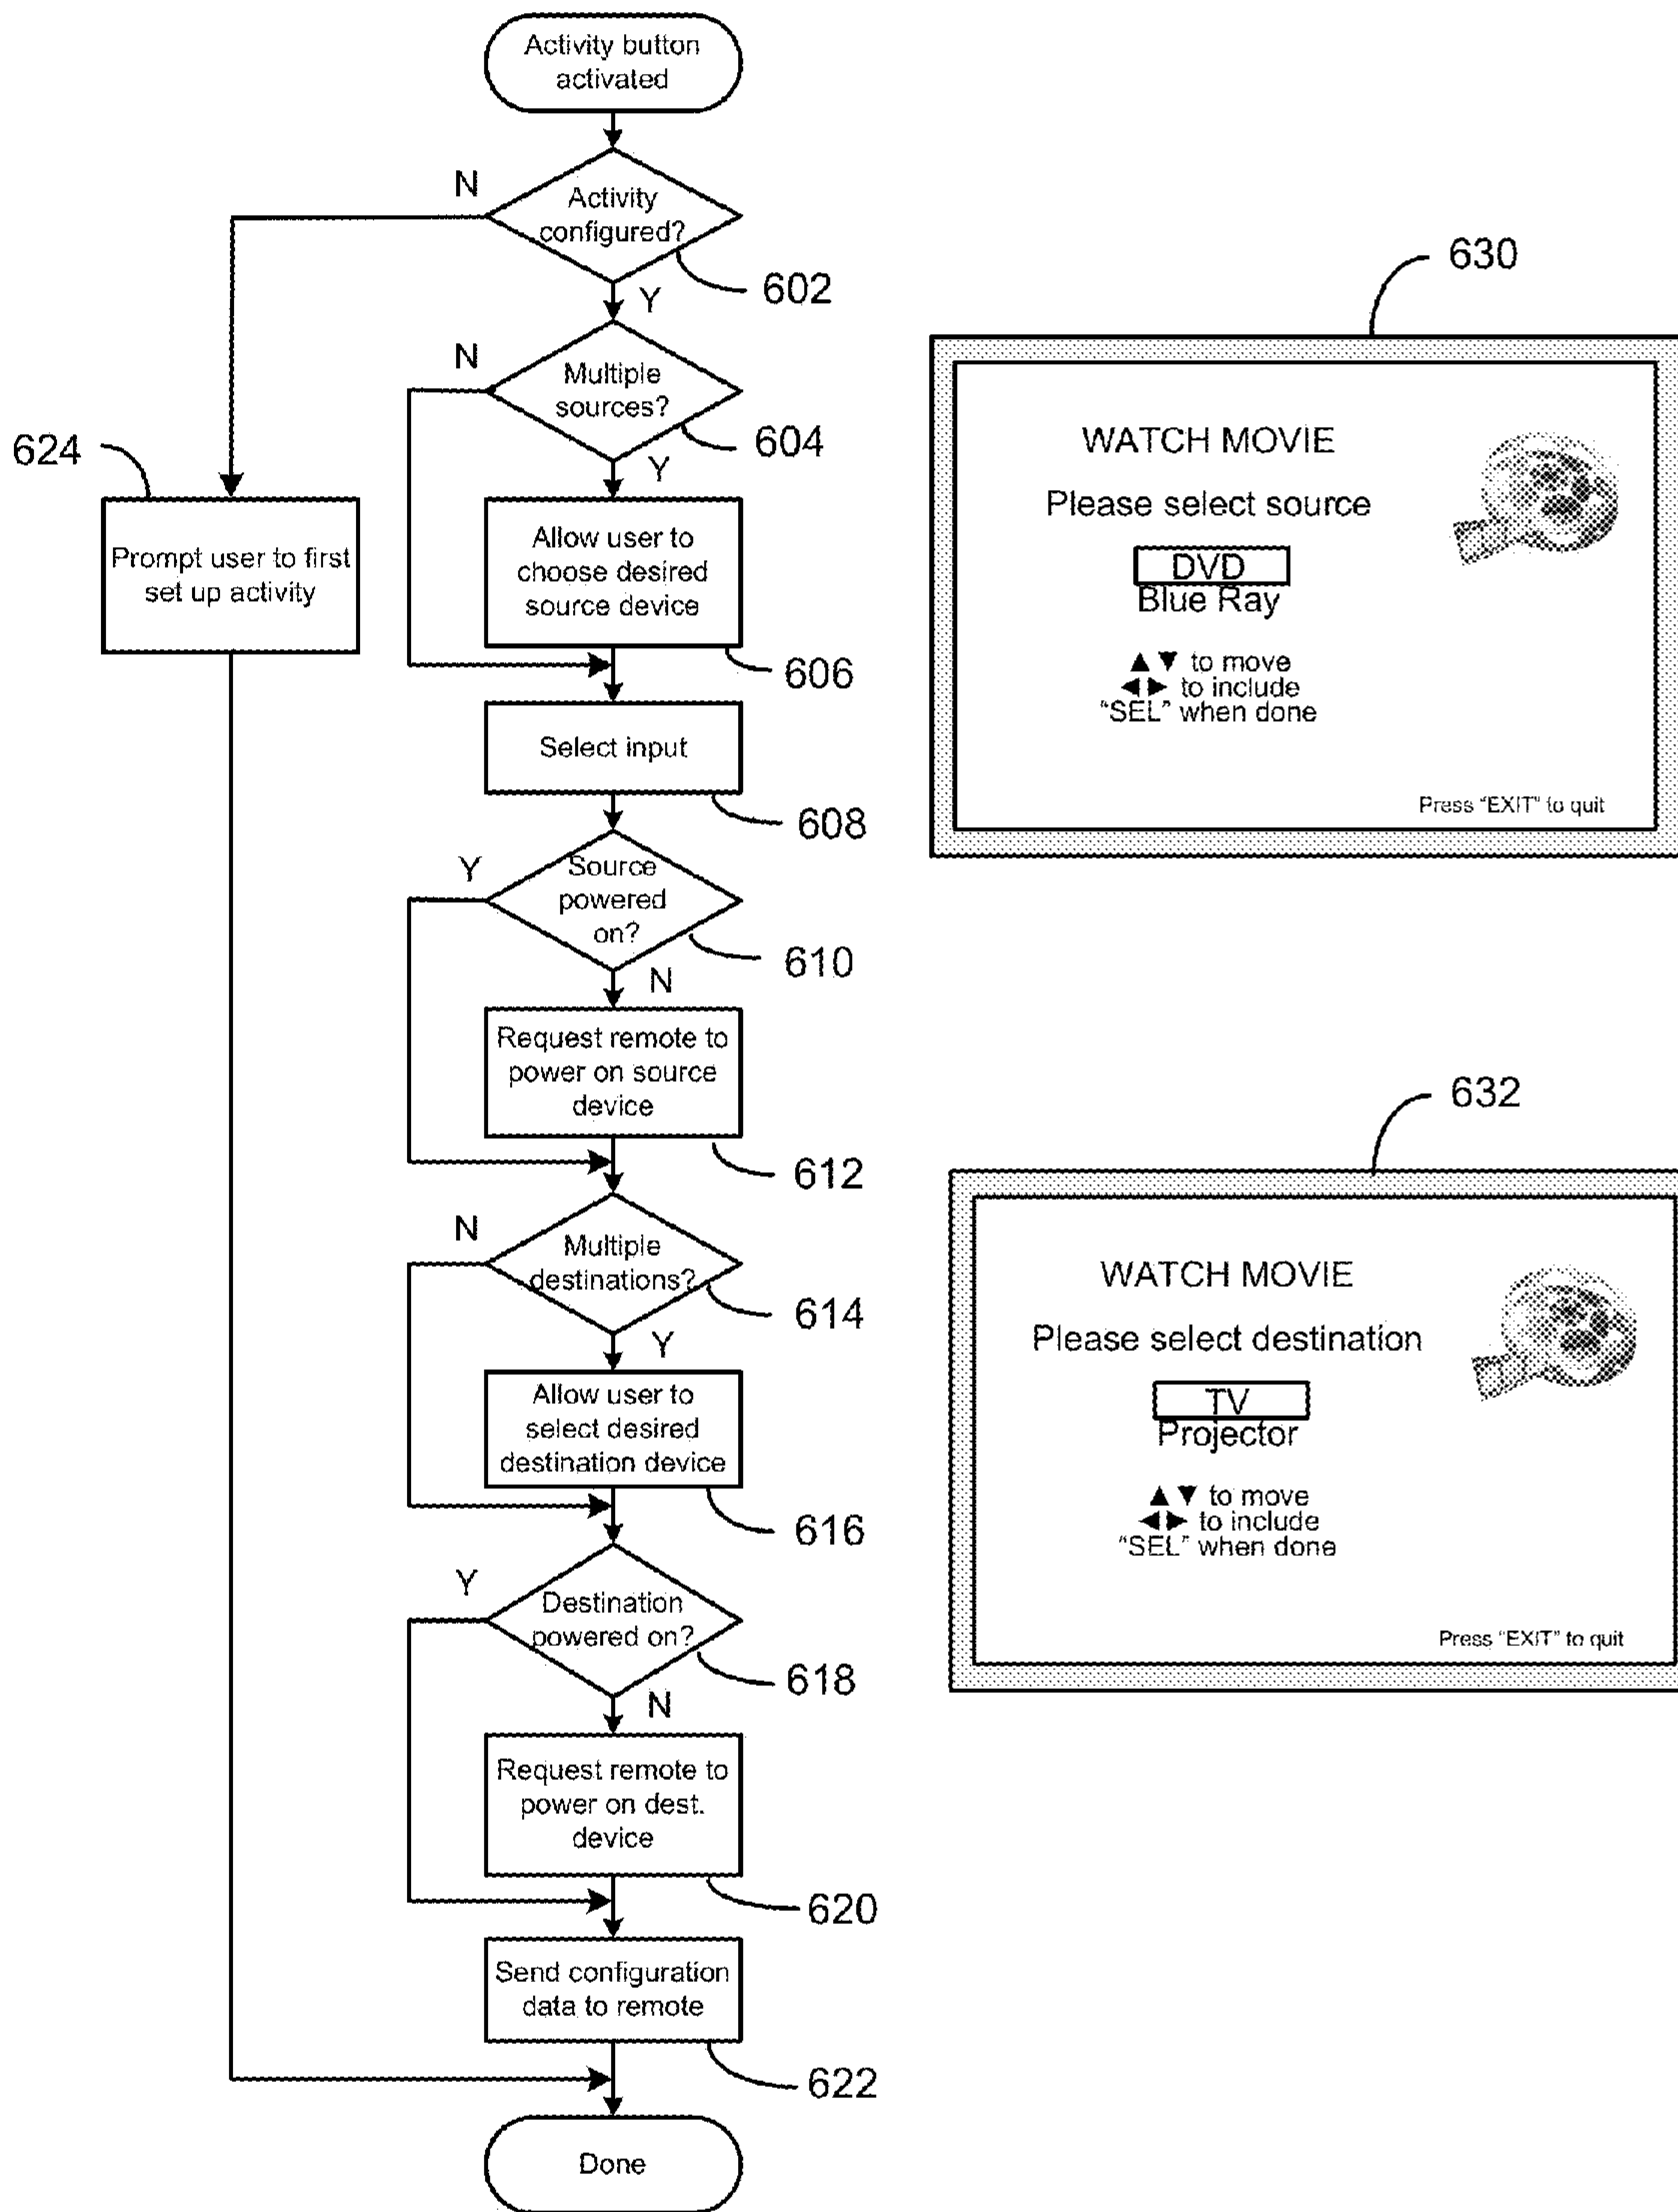 Activity button
activated
N
Activity
configured?
602
Y
N
Multiple
sources?
604
Y
624
Prompt user to first
set up activity
Allow user to
choose desired
source device
606
Select input
608
Y
Source
powered
on?
610
N
Request remote to
power on source
device
612
N
Multiple
destinations?
614
Y
Allow user to
select desired
destination device
616
Y
Destination
powered on?
618
N
Request remote to
power on dest.
device
620
Send configuration
data to remote
622
Done
630
WATCH MOVIE
Please select source
DVD
Blue Ray
▲ ▼ to move
◀▶ to include
“SEL” when done
Press “EXIT” to quit
632
WATCH MOVIE
Please select destination
TV
Projector
▲ ▼ to move
◀▶ to include
“SEL” when done
Press “EXIT” to quit